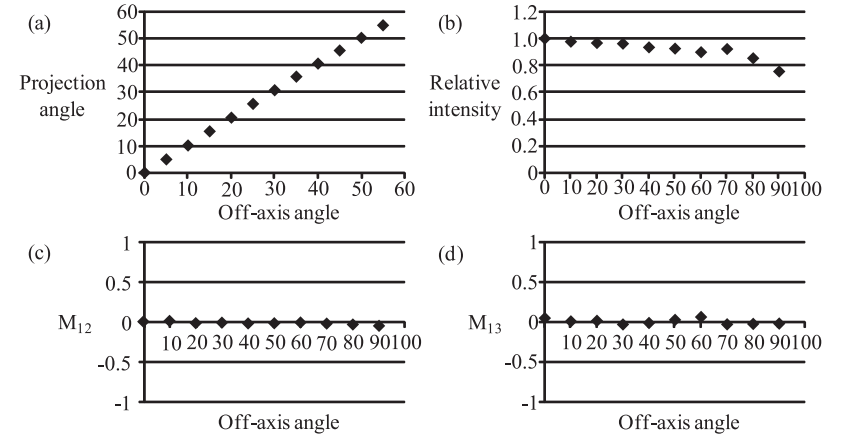 (a)
60
50
40
30
20
10
0
Projection
angle
0 10 20 30 40 50 60
Off-axis angle
(b)
1.2
1.0
0.8
0.6
0.4
0.2
0
Relative
intensity
0 10 20 30 40 50 60 70 80 90 100
Off-axis angle
(c)
1
0.5
0
-0.5
-1
M12
10 20 30 40 50 60 70 80 90 100
Off-axis angle
(d)
1
0.5
0
-0.5
-1
M13
10 20 30 40 50 60 70 80 90 100
Off-axis angle